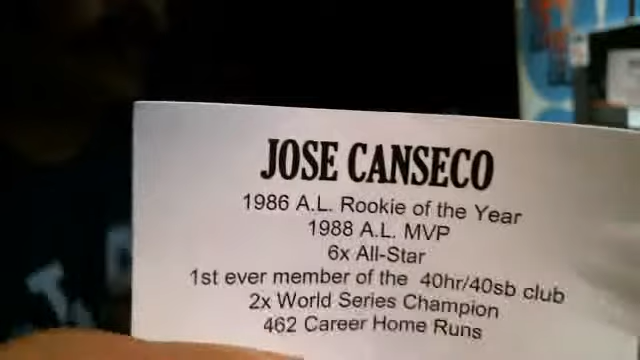 JOSE CANSECO
1986 A.L. Rookie of the Year
1988 A.L. MVP
6x All-Star
1st ever member of the 40hr/40sb club
2x World Series Champion
462 Career Home Runs